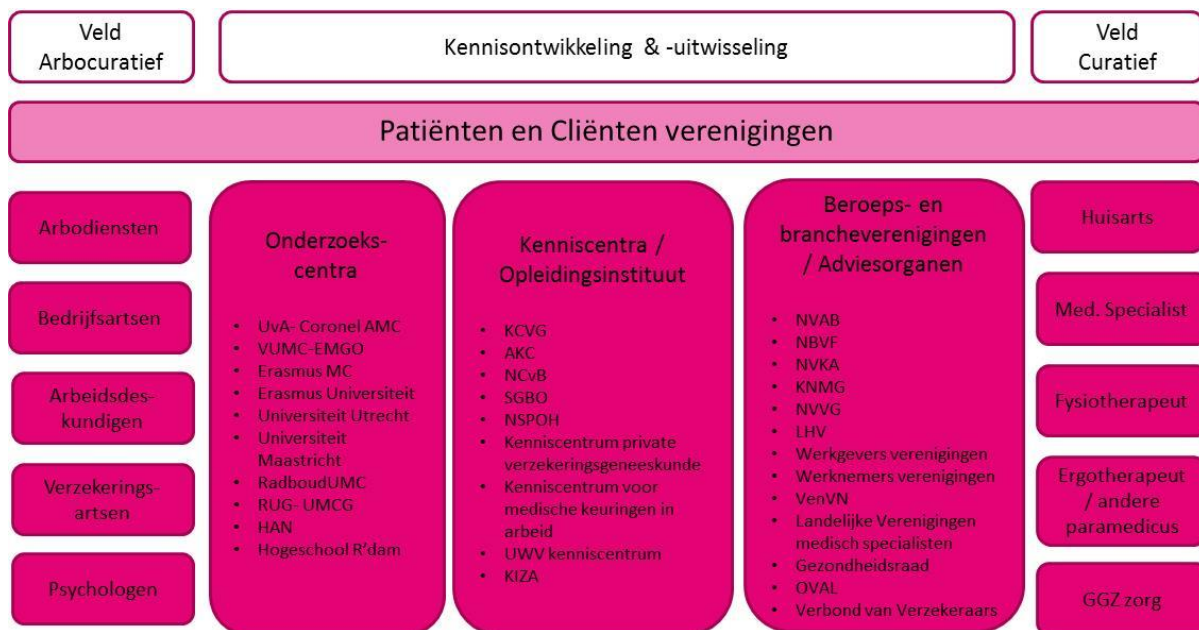 Veld
Arbocuratief
Kennisontwikkeling & -uitwisseling
Veld
Curatief
Patiënten en Cliënten verenigingen
Arbodiensten
Bedrijfsartsen
Arbeidsdes-
kundigen
Verzekerings-
artsen
Psychologen
Onderzoeks-
centra
• UvA- Coronel AMC
• VUMC-EMGO
• Erasmus MC
• Erasmus Universiteit
• Universiteit Utrecht
• Universiteit
Maastricht
• RadboudUMC
• RUG- UMCG
• HAN
• Hogeschool R'dam
Kenniscentra /
Opleidingsinstituut
• KCVG
• AKC
• NCvB
• SGBO
• NSPOH
• Kenniscentrum private
verzekeringsgeneeskunde
• Kenniscentrum voor
medische keuringen in
arbeid
• UWV kenniscentrum
• KIZA
Beroeps- en
brancheverenigingen
/ Adviesorganen
• NVAB
• NBVF
• NVKA
• KNMG
• NVVG
• LHV
• Werkgevers verenigingen
• Werknemers verenigingen
• VenVN
• Landelijke Verenigingen
medisch specialisten
• Gezondheidsraad
• OVAL
• Verbond van Verzekeraars
Huisarts
Med. Specialist
Fysiotherapeut
Ergotherapeut
/ andere
paramedicus
GGZ zorg